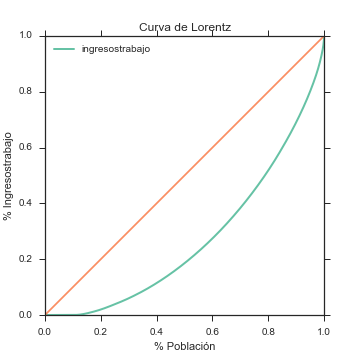 Curva de Lorentz
ingresostrabajo
% Ingresostrabajo
1.0
0.8
0.6
0.4
0.2
0.0
0.0 0.2 0.4 0.6 0.8 1.0
% Población